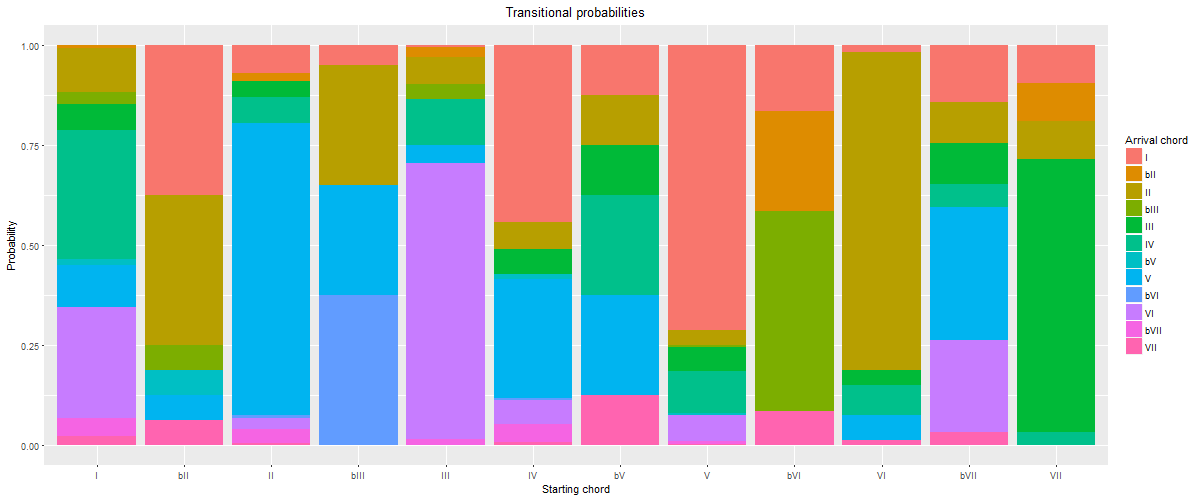 Transitional probabilities
1.00
0.75
0.50
0.25
0.00
Probability
I bII II bIII III IV bV V bVI VI bVII VII
Starting chord
Arrival chord
I
bII
II
bIII
III
IV
bV
V
bVI
VI
bVII
VII